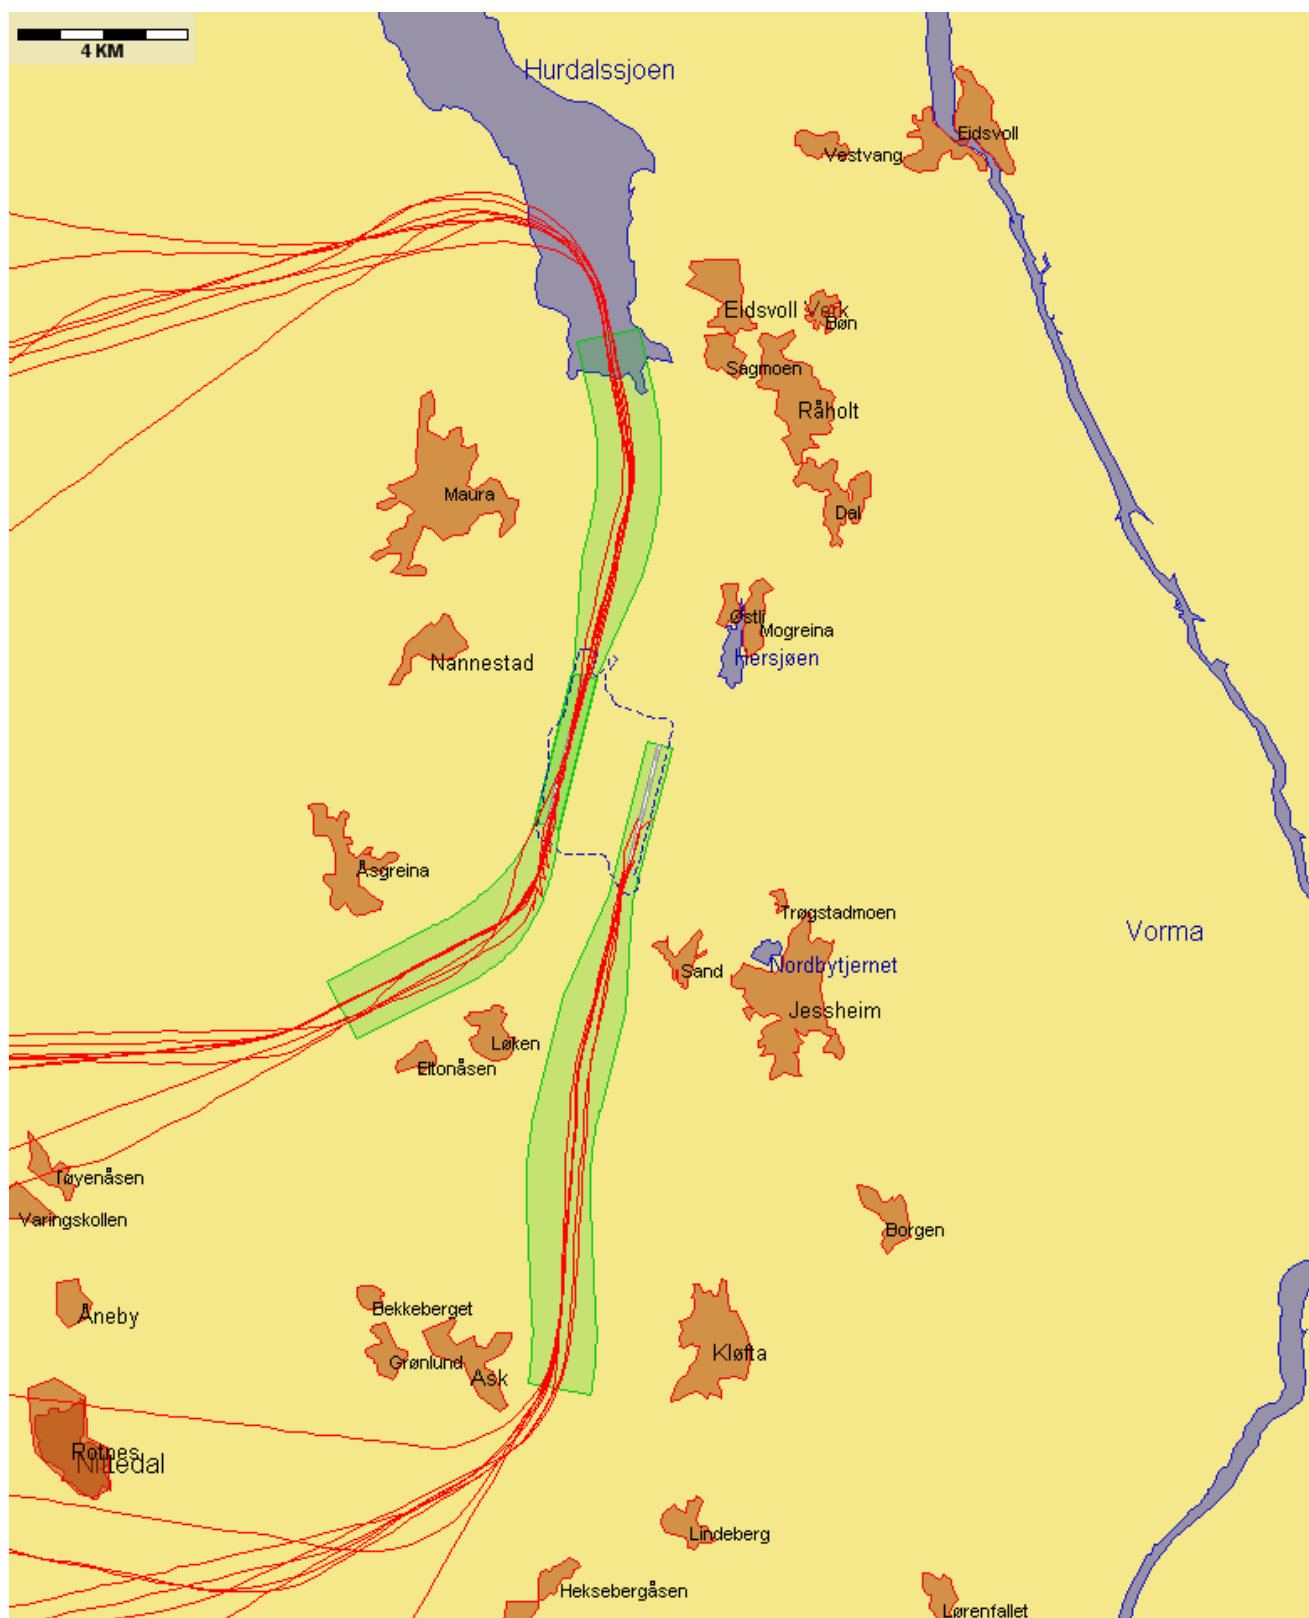 4 KM
Hurdalssjoen
Eidsvoll
Vestvang
Eidsvoll Verk
Bøn
Sagmoen
Råholt
Maura
Dal
Østli
Mogreina
Nannestad
Hersjøen
Åsgreina
Trøgstadmoen
Vorma
Sand
Nordbytjernet
Jessheim
Løken
Eltonåsen
Tøyenåsen
Varingskollen
Borgen
Bekkeberget
Åneby
Grønlund
Kløfta
Ask
Rotnes
Nittedal
Lindeberg
Heksebergåsen
Lørenfallet